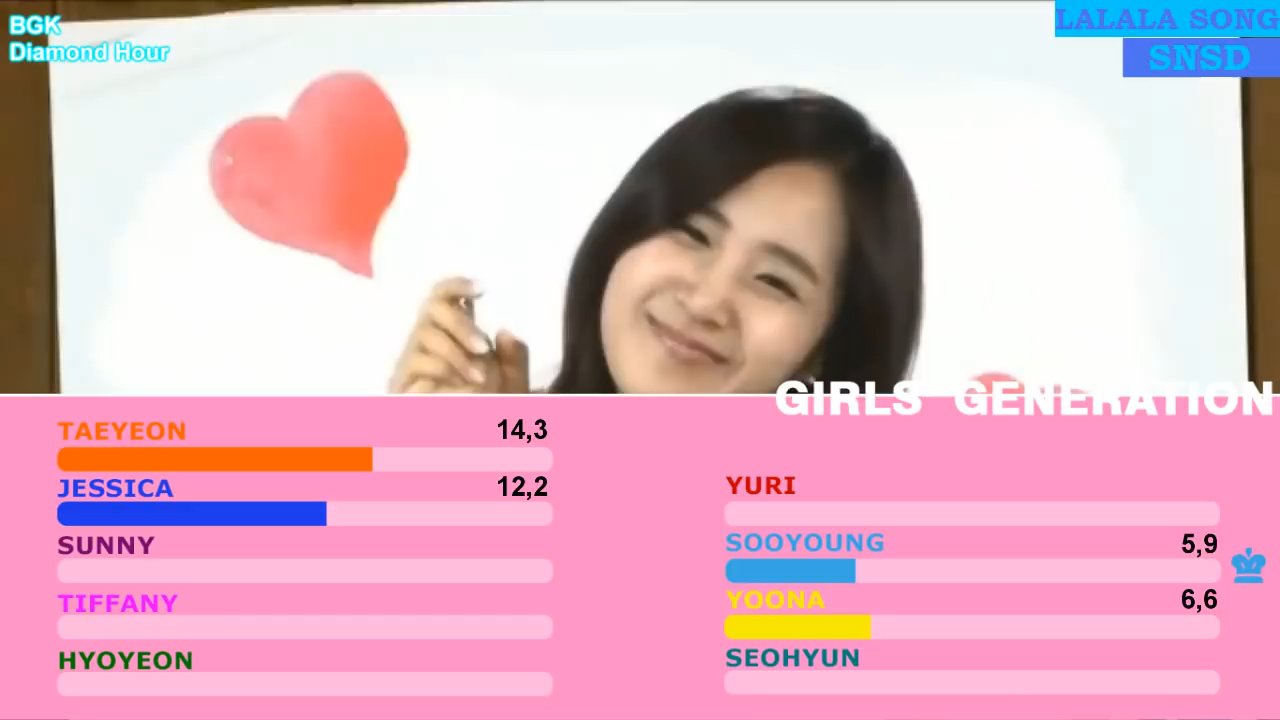 BGK
Diamond Hour
LALALA SONG
SNSD
GIRLS GENERATION
TAEYEON 14,3
JESSICA 12,2
SUNNY
TIFFANY
HYOYEON
YURI
SOOYOUNG 5,9
YOONA 6,6
SEOHYUN